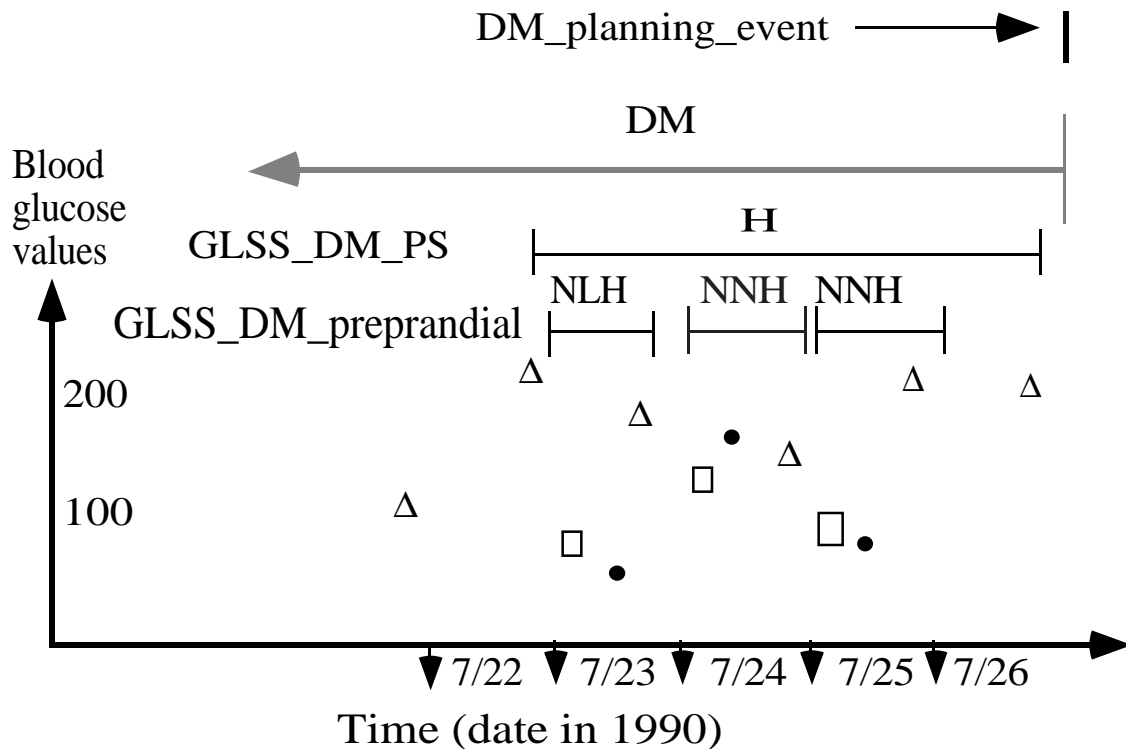 DM_planning_event
DM
Blood
glucose
values
H
GLSS_DM_PS
NLH NNH NNH
GLSS_DM_preprandial
Δ Δ Δ
200
Δ
Δ
Δ
100
7/22 7/23 7/24 7/25 7/26
Time (date in 1990)